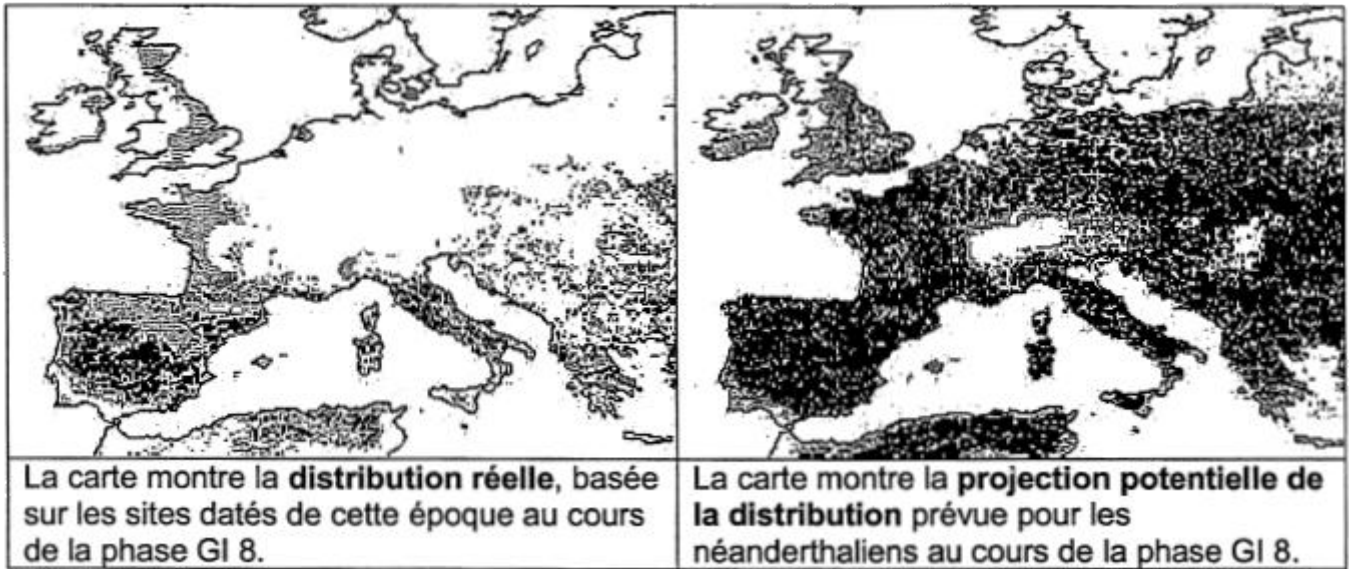 La carte montre la distribution réelle, basée
sur les sites datés de cette époque au cours
de la phase GI 8.
La carte montre la projection potentielle de
la distribution prévue pour les
néanderthaliens au cours de la phase GI 8.